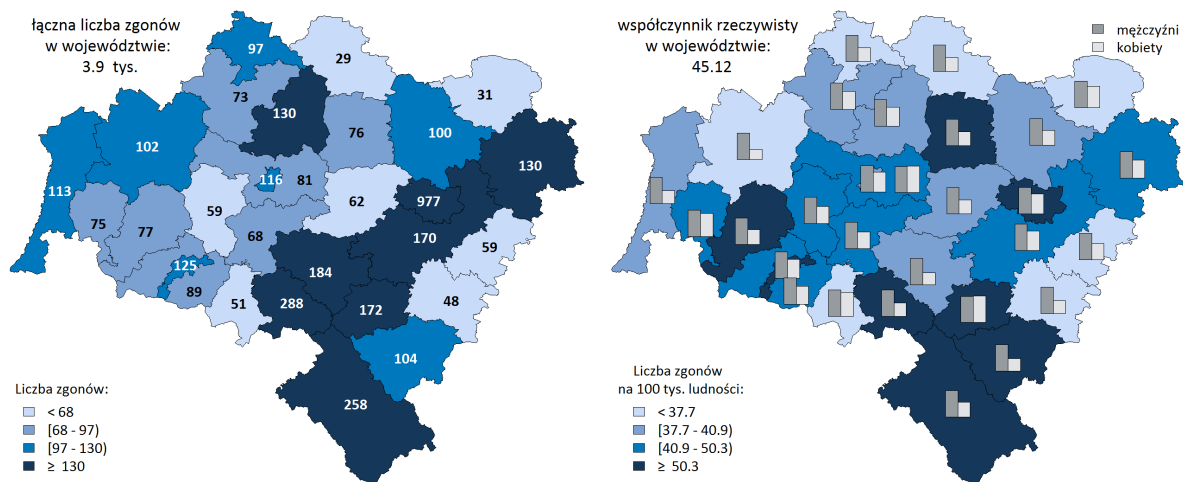 łączna liczba zgonów
w województwie:
3.9 tys.
97
29
73
130
31
76
100
102
130
113
116
81
59
62
977
75
77
68
170
59
125
184
89
51
288
172
48
104
258
Liczba zgonów:
< 68
[68 - 97)
[97 - 130)
≥ 130
współczynnik rzeczywisty
w województwie:
45.12
mężczyźni
kobiety
Liczba zgonów
na 100 tys. ludności:
< 37.7
[37.7 - 40.9)
[40.9 - 50.3)
≥ 50.3